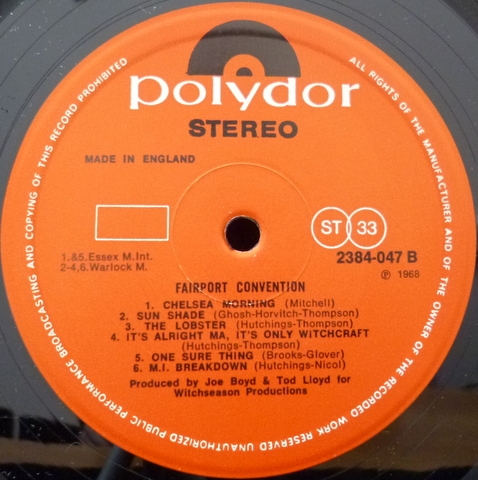 ALL RIGHTS OF THE MANUFACTURER AND OF THE OWNER OF THE RECORDED WORK RESERVED UNAUTHORIZED PUBLIC PERFORMANCE BROADCASTING AND COPYING OF THIS RECORD PROHIBITED
polydor
STEREO
MADE IN ENGLAND
ST 33
1,&5. Essex M. Int.
2-4,6. Warlock M.
2384-047 B
℗ 1968
FAIRPORT CONVENTION
1. CHELSEA MORNING (Mitchell)
2. SUN SHADE (Ghosh-Horvitch-Thompson)
3. THE LOBSTER (Hutchings-Thompson)
4. IT'S ALRIGHT MA, IT'S ONLY WITCHCRAFT
(Hutchings-Thompson)
5. ONE SURE THING (Brooks-Glover)
6. M.I. BREAKDOWN (Hutchings-Nicol)
Produced by Joe Boyd & Tod Lloyd for
Witchseason Productions